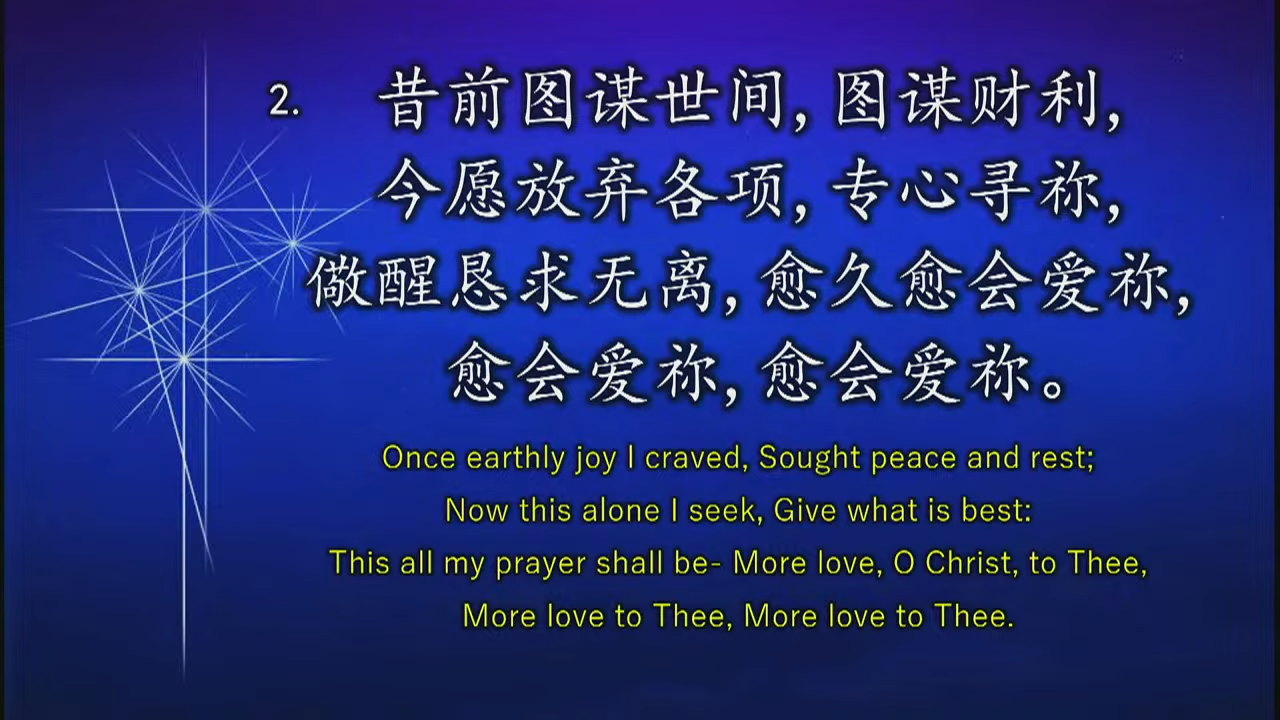 2. 昔前图谋世间, 图谋财利,
今愿放弃各项, 专心寻祢,
儆醒恳求无离, 愈久愈会爱祢,
愈会爱祢, 愈会爱祢。
Once earthly joy I craved, Sought peace and rest;
Now this alone I seek, Give what is best:
This all my prayer shall be- More love, O Christ, to Thee,
More love to Thee, More love to Thee.